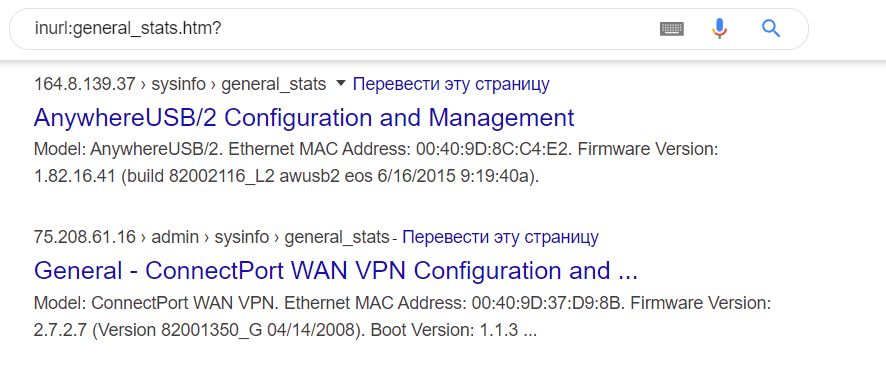 inurl:general_stats.htm?
164.8.139.37 › sysinfo › general_stats Перевести эту страницу
AnywhereUSB/2 Configuration and Management
Model: AnywhereUSB/2. Ethernet MAC Address: 00:40:9D:8C:C4:E2. Firmware Version:
1.82.16.41 (build 82002116_L2 awusb2 eos 6/16/2015 9:19:40a).
75.208.61.16 › admin › sysinfo › general_stats - Перевести эту страницу
General - ConnectPort WAN VPN Configuration and ...
Model: ConnectPort WAN VPN. Ethernet MAC Address: 00:40:9D:37:D9:8B. Firmware Version:
2.7.2.7 (Version 82001350_G 04/14/2008). Boot Version: 1.1.3 ...